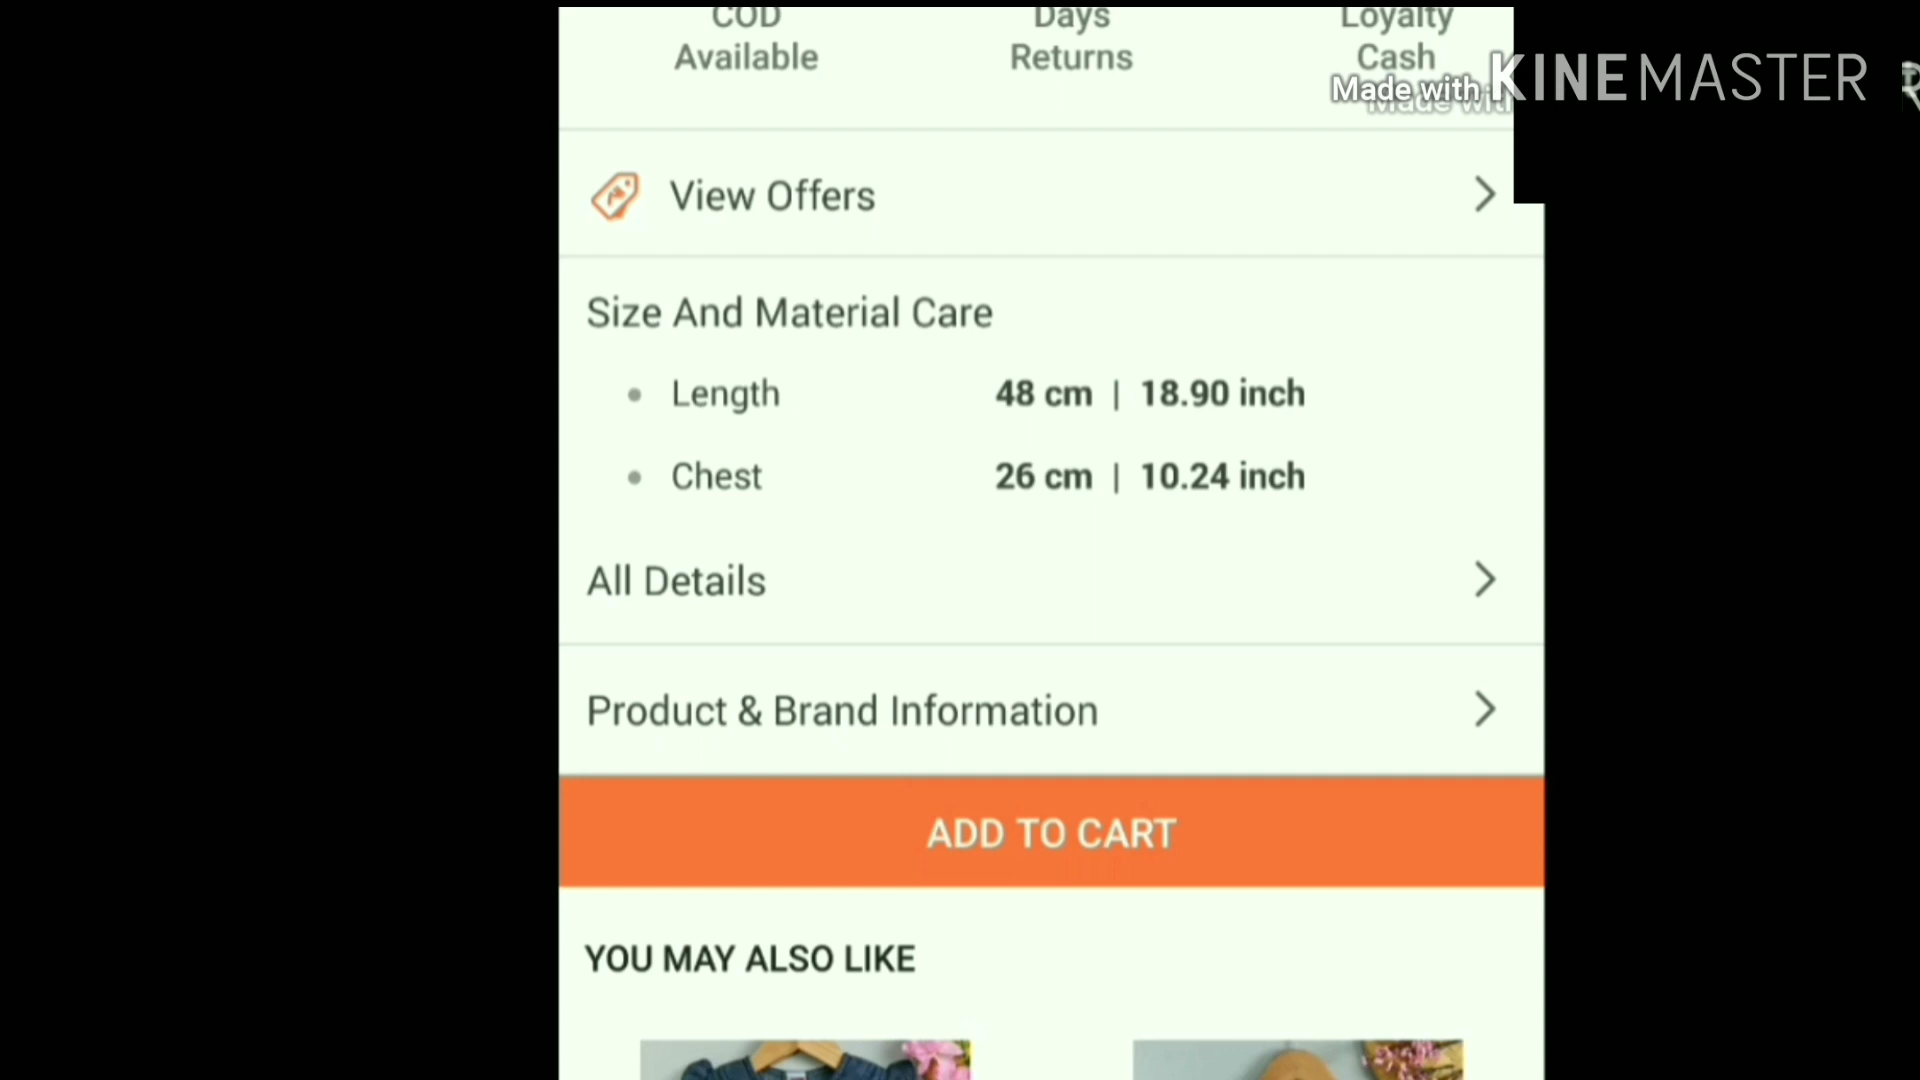 COD
Available
Days
Returns
Loyalty
Cash
Made with KINEMASTER
View Offers
Size And Material Care
• Length 48 cm | 18.90 inch
• Chest 26 cm | 10.24 inch
All Details
Product & Brand Information
ADD TO CART
YOU MAY ALSO LIKE